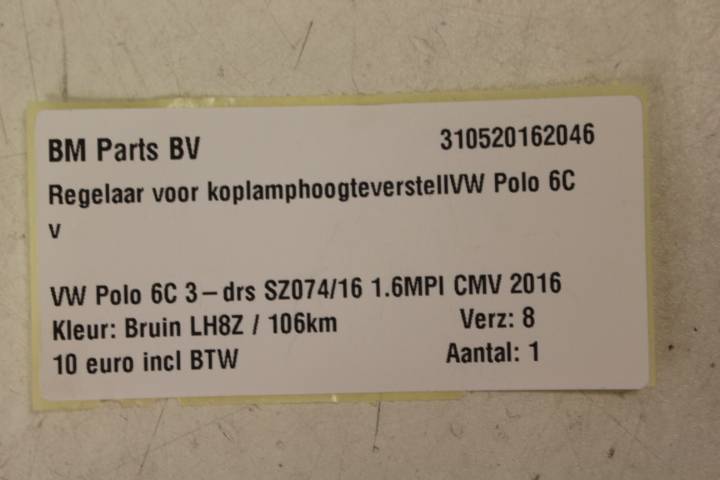 BM Parts BV 310520162046
Regelaar voor koplamphoogteverstellVW Polo 6C
v
VW Polo 6C 3-drs SZ074/16 1.6MPI CMV 2016
Kleur: Bruin LH8Z / 106km Verz: 8
10 euro incl BTW Aantal: 1